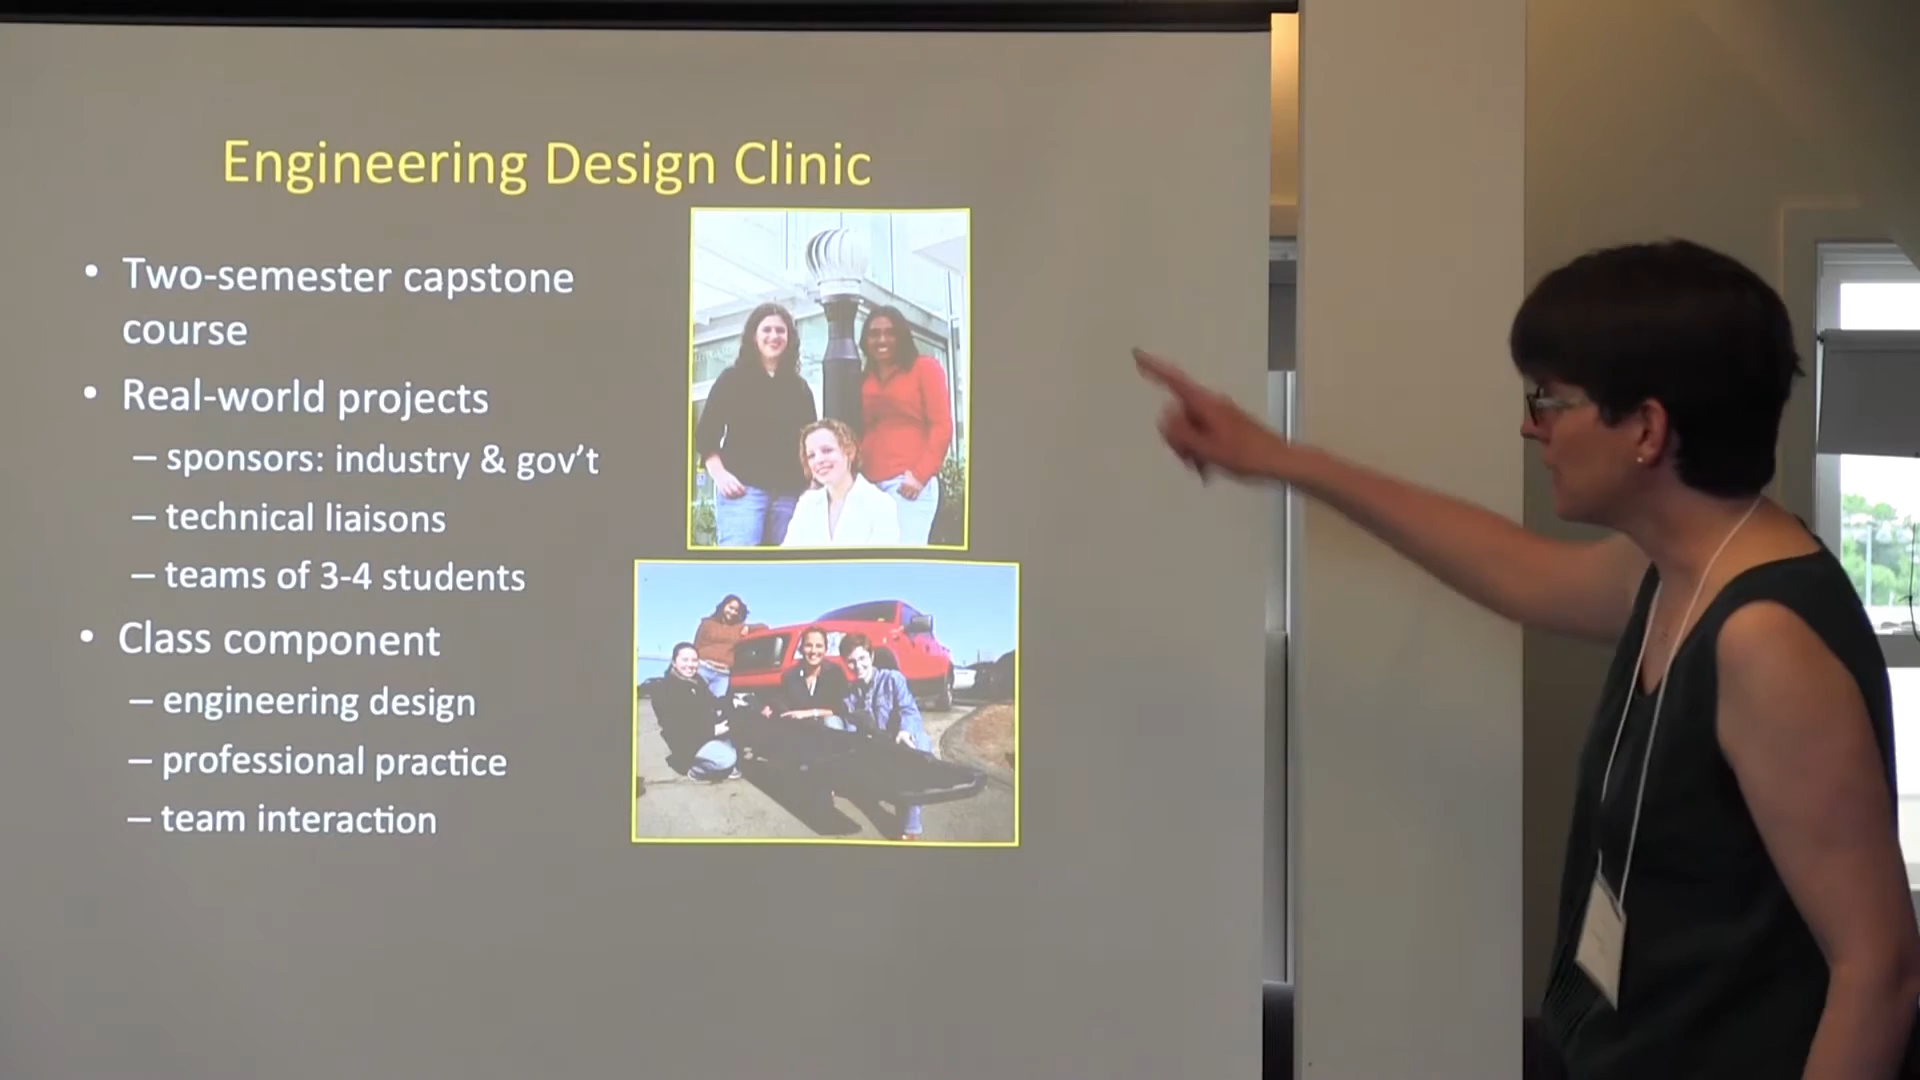 Engineering Design Clinic
• Two-semester capstone
course
• Real-world projects
– sponsors: industry & gov’t
– technical liaisons
– teams of 3-4 students
• Class component
– engineering design
– professional practice
– team interaction